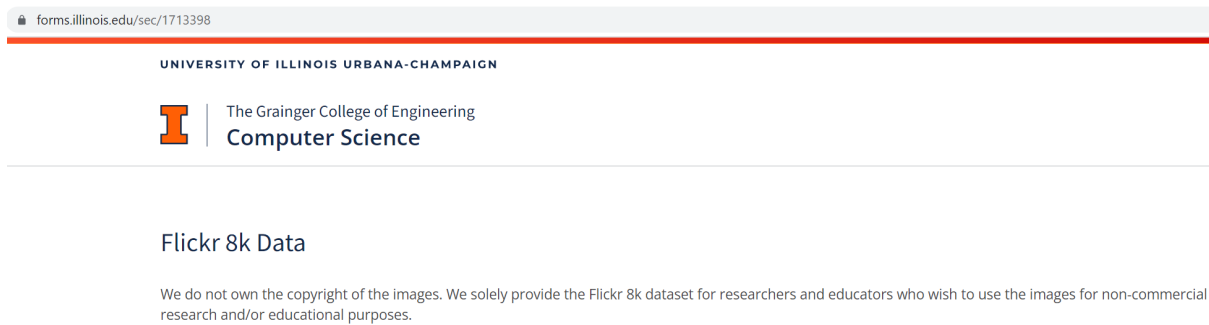 forms.illinois.edu/sec/1713398
UNIVERSITY OF ILLINOIS URBANA-CHAMPAIGN
The Grainger College of Engineering
Computer Science
Flickr 8k Data
We do not own the copyright of the images. We solely provide the Flickr 8k dataset for researchers and educators who wish to use the images for non-commercial
research and/or educational purposes.